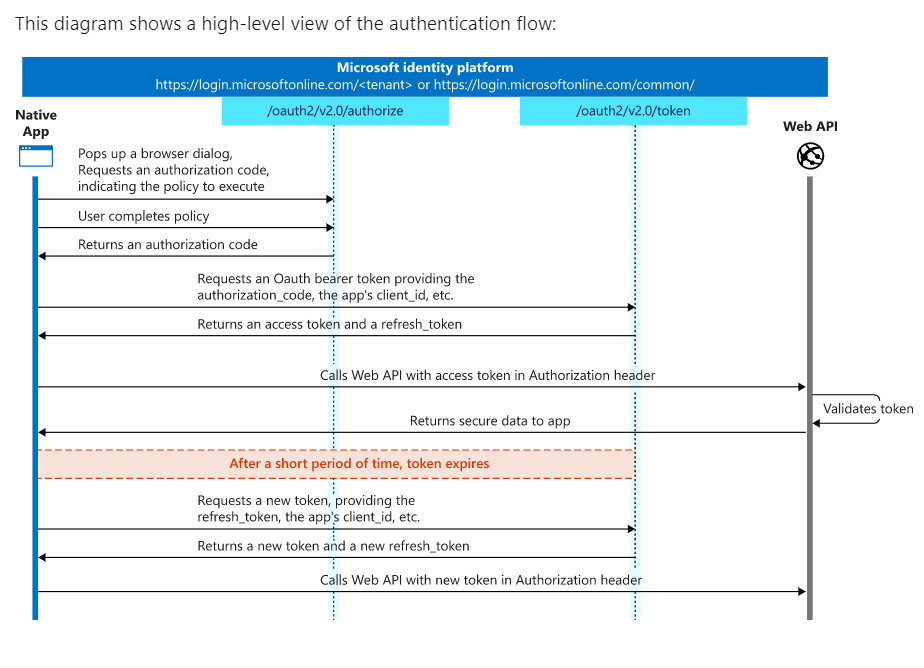 This diagram shows a high-level view of the authentication flow:
Microsoft identity platform
https://login.microsoftonline.com/<tenant> or https://login.microsoftonline.com/common/
/oauth2/v2.0/authorize
/oauth2/v2.0/token
Native
App
Web API
Pops up a browser dialog,
Requests an authorization code,
indicating the policy to execute
User completes policy
Returns an authorization code
Requests an Oauth bearer token providing the
authorization_code, the app's client_id, etc.
Returns an access token and a refresh_token
Calls Web API with access token in Authorization header
Validates token
Returns secure data to app
After a short period of time, token expires
Requests a new token, providing the
refresh_token, the app's client_id, etc.
Returns a new token and a new refresh_token
Calls Web API with new token in Authorization header